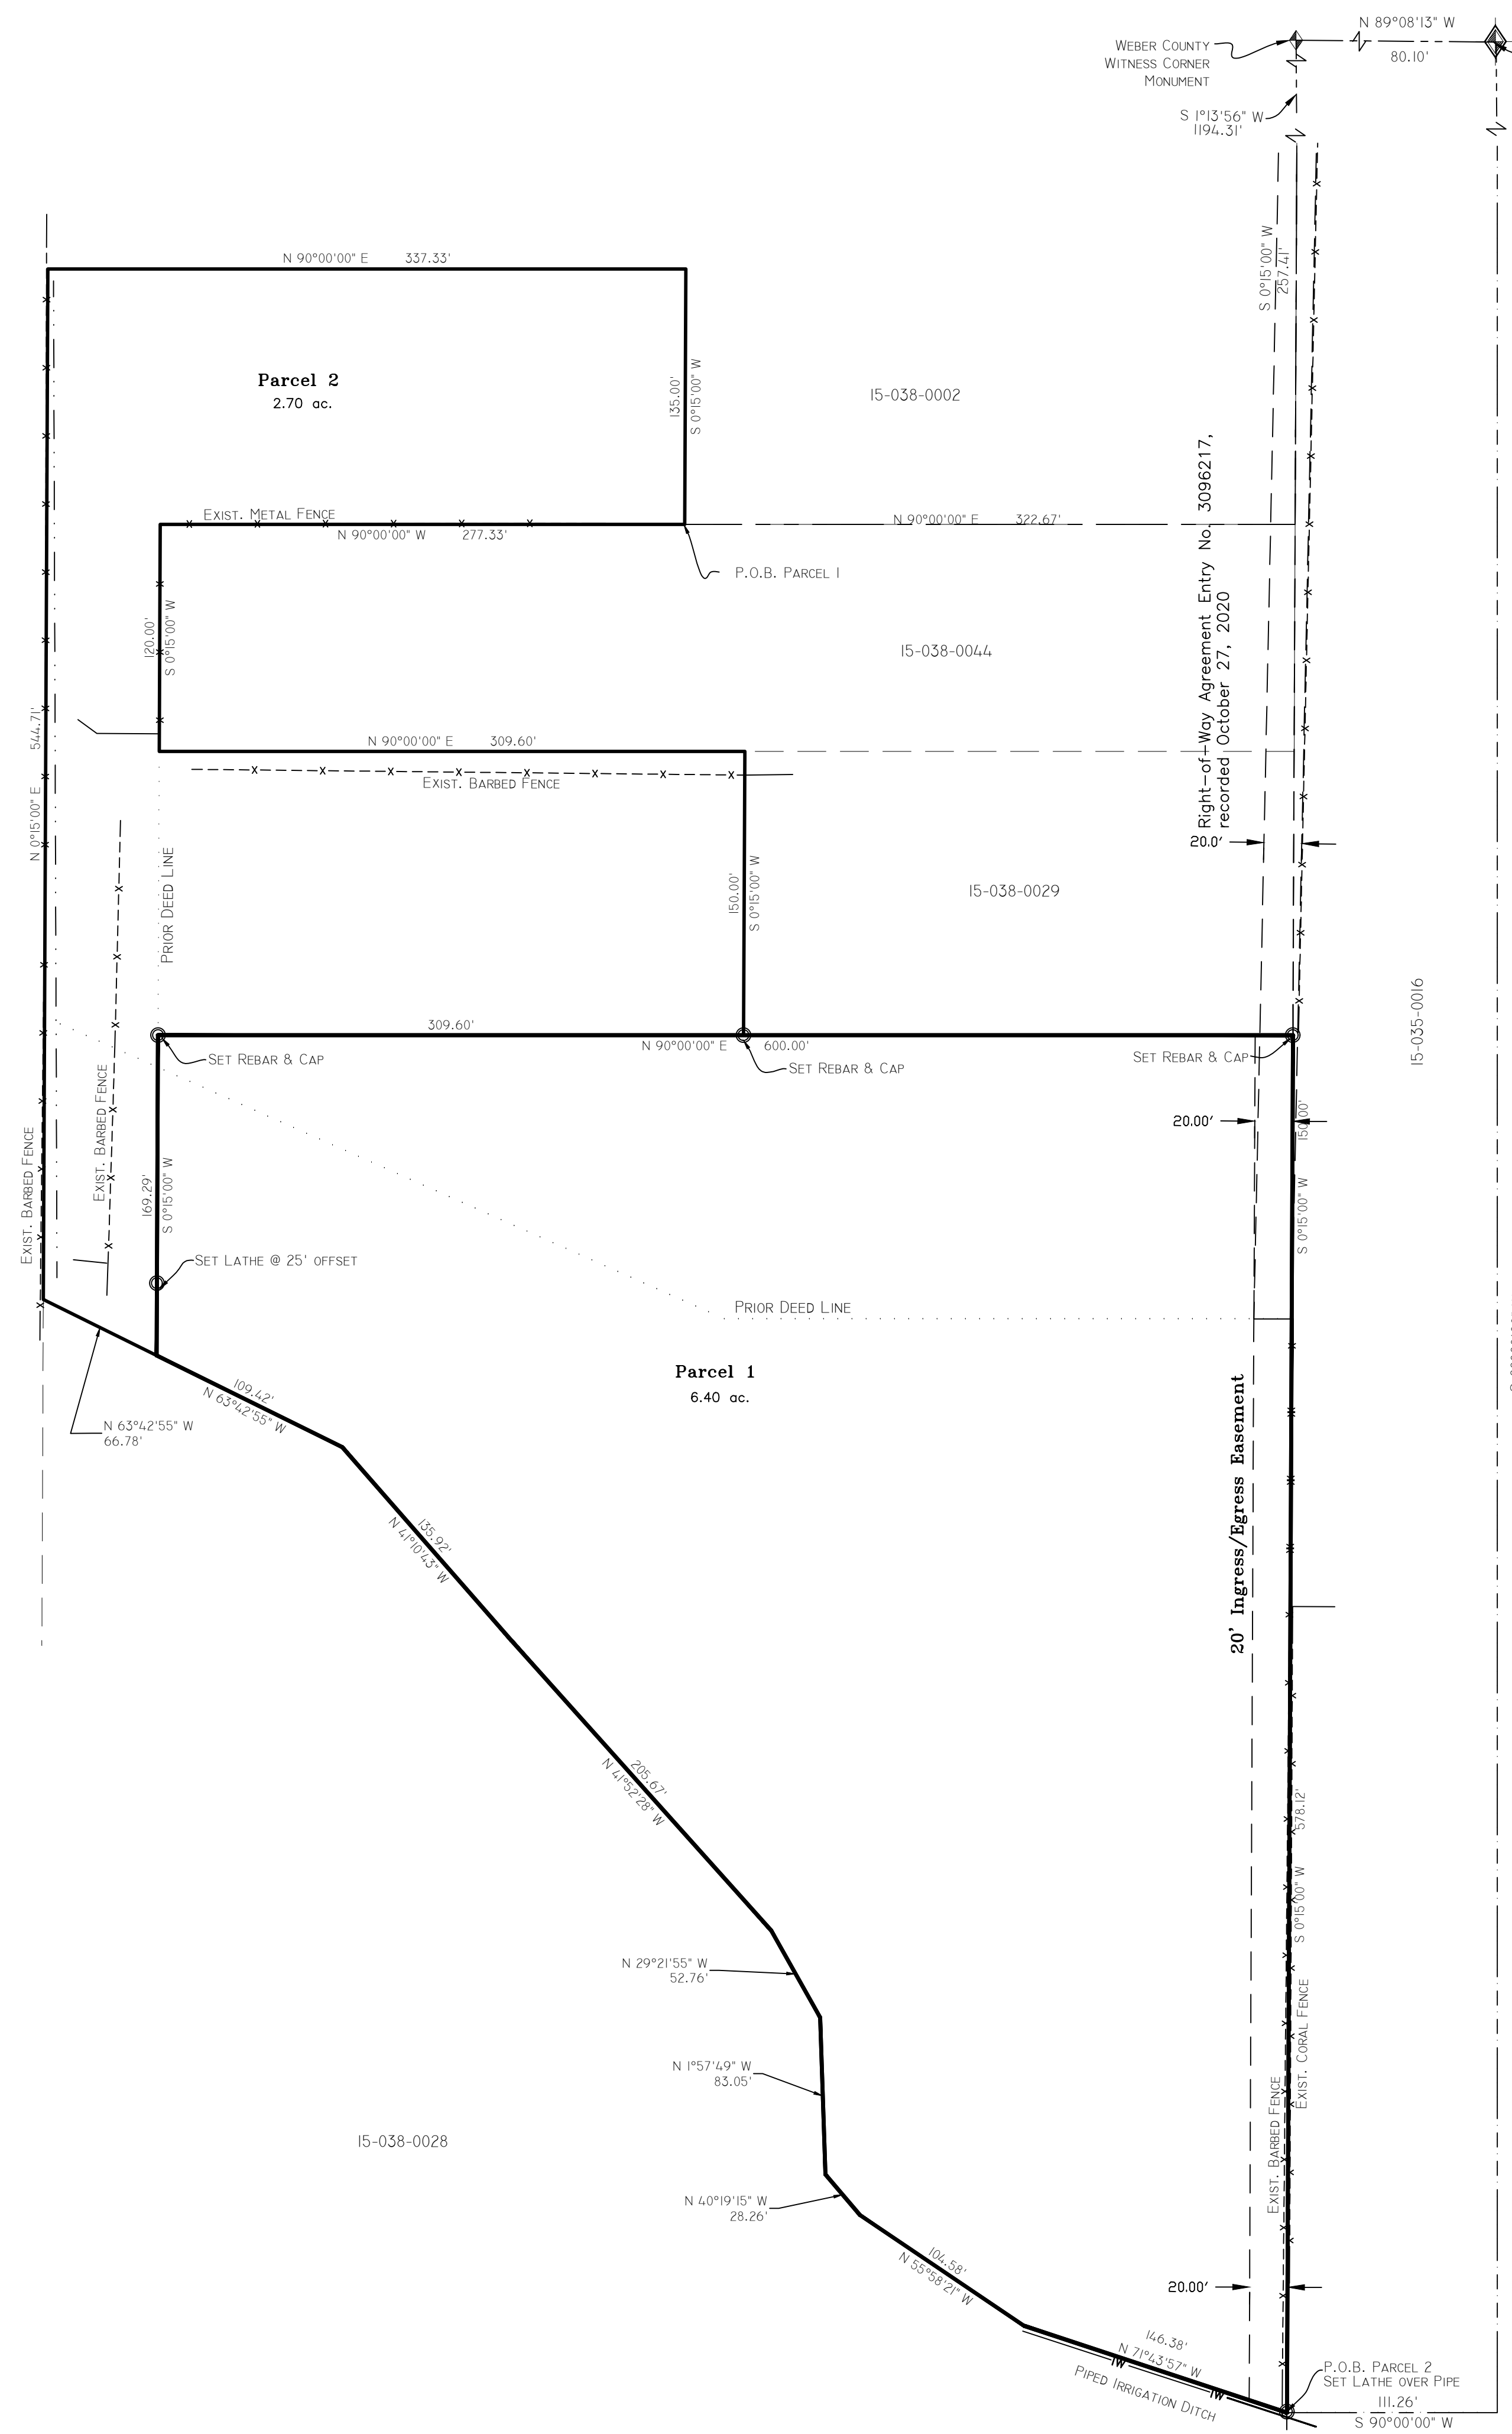 N 89°08'13" W
80.10'
WEBER COUNTY
WITNESS CORNER
MONUMENT
S 1°13'56" W
1194.31'
S 0°15'00" W
257.41'
N 90°00'00" E 337.33'
Parcel 2
2.70 ac.
135.00'
S 0°15'00" W
15-038-0002
EXIST. METAL FENCE
N 90°00'00" W 277.33'
N 90°00'00" E 322.67'
P.O.B. PARCEL 1
Right-of-Way Agreement Entry No. 3096217,
recorded October 27, 2020
120.00'
S 0°15'00" W
15-038-0044
N 0°15'00" E 544.71'
N 90°00'00" E 309.60'
EXIST. BARBED FENCE
PRIOR DEED LINE
150.00'
S 0°15'00" W
15-038-0029
20.0'
15-035-0016
309.60'
N 90°00'00" E 600.00'
SET REBAR & CAP
SET REBAR & CAP
SET REBAR & CAP
EXIST. BARBED FENCE
EXIST. BARBED FENCE
169.29'
S 0°15'00" W
20.00'
150.00'
S 0°15'00" W
SET LATHE @ 25' OFFSET
PRIOR DEED LINE
Parcel 1
6.40 ac.
109.42'
N 63°42'55" W
N 63°42'55" W
66.78'
20' Ingress/Egress Easement
135.92'
N 41°10'43" W
205.67'
N 41°52'28" W
578.12'
S 0°15'00" W
N 29°21'55" W
52.76'
EXIST. CORAL FENCE
EXIST. BARBED FENCE
N 1°57'49" W
83.05'
15-038-0028
N 40°19'15" W
28.26'
104.58'
N 55°58'21" W
20.00'
146.38'
N 71°43'57" W
IW
IW
PIPED IRRIGATION DITCH
P.O.B. PARCEL 2
SET LATHE OVER PIPE
111.26'
S 90°00'00" W